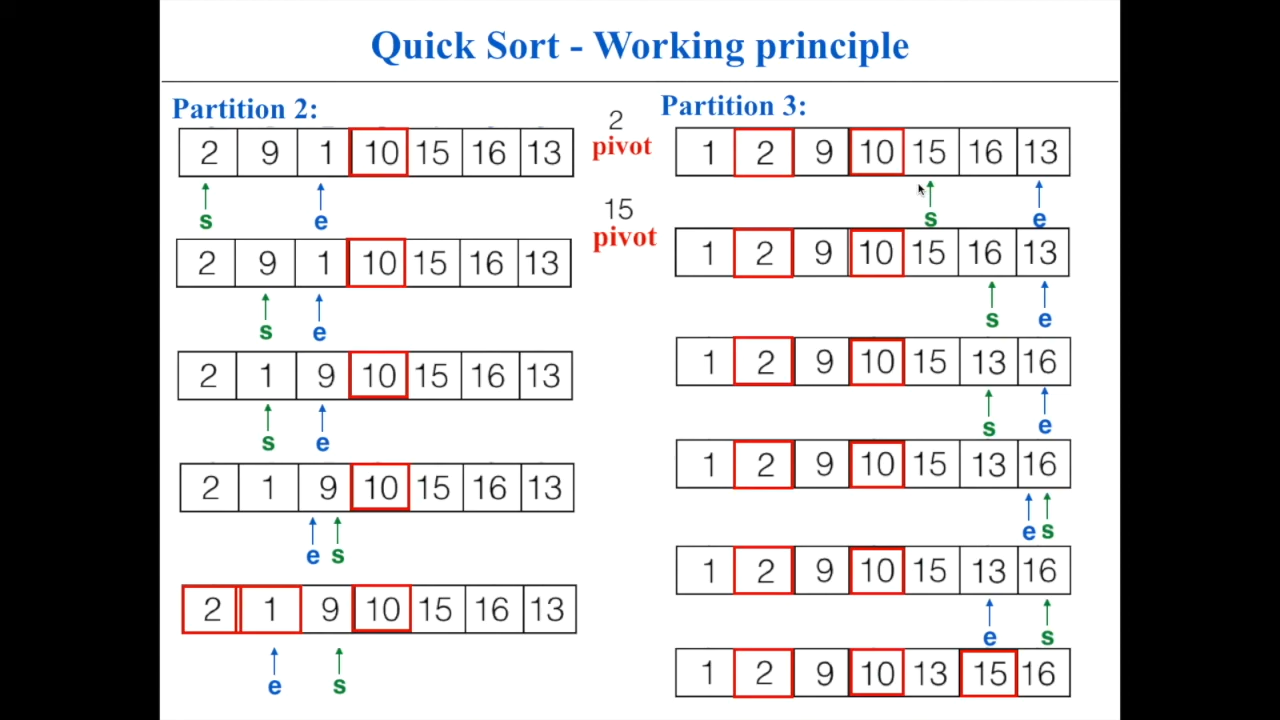 Quick Sort - Working principle
Partition 2:
2 9 1 10 15 16 13
s e
2 9 1 10 15 16 13
s e
2 1 9 10 15 16 13
s e
2 1 9 10 15 16 13
e s
2 1 9 10 15 16 13
e s
2
pivot
15
pivot
Partition 3:
1 2 9 10 15 16 13
s e
1 2 9 10 15 16 13
s e
1 2 9 10 15 13 16
s e
1 2 9 10 15 13 16
e s
1 2 9 10 15 13 16
e s
1 2 9 10 13 15 16